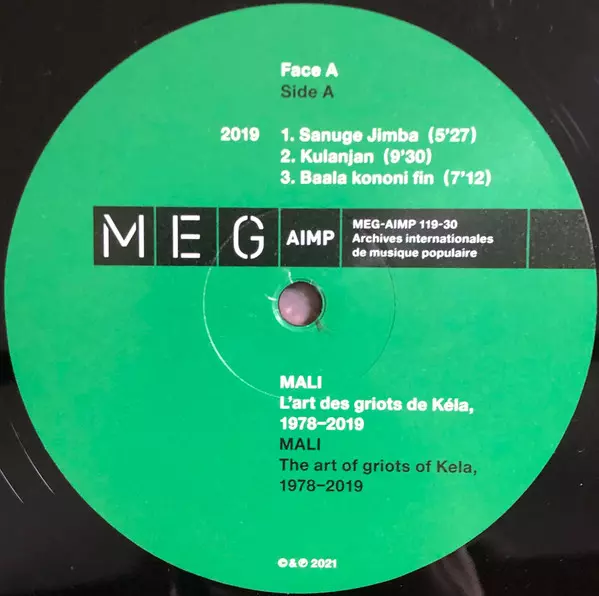 Face A
Side A
2019 1. Sanuge Jimba (5'27)
2. Kulanjan (9'30)
3. Baala kononi fin (7'12)
MEG AIMP
MEG-AIMP 119-30
Archives internationales
de musique populaire
MALI
L'art des griots de Kéla,
1978–2019
MALI
The art of griots of Kela,
1978–2019
©&℗ 2021